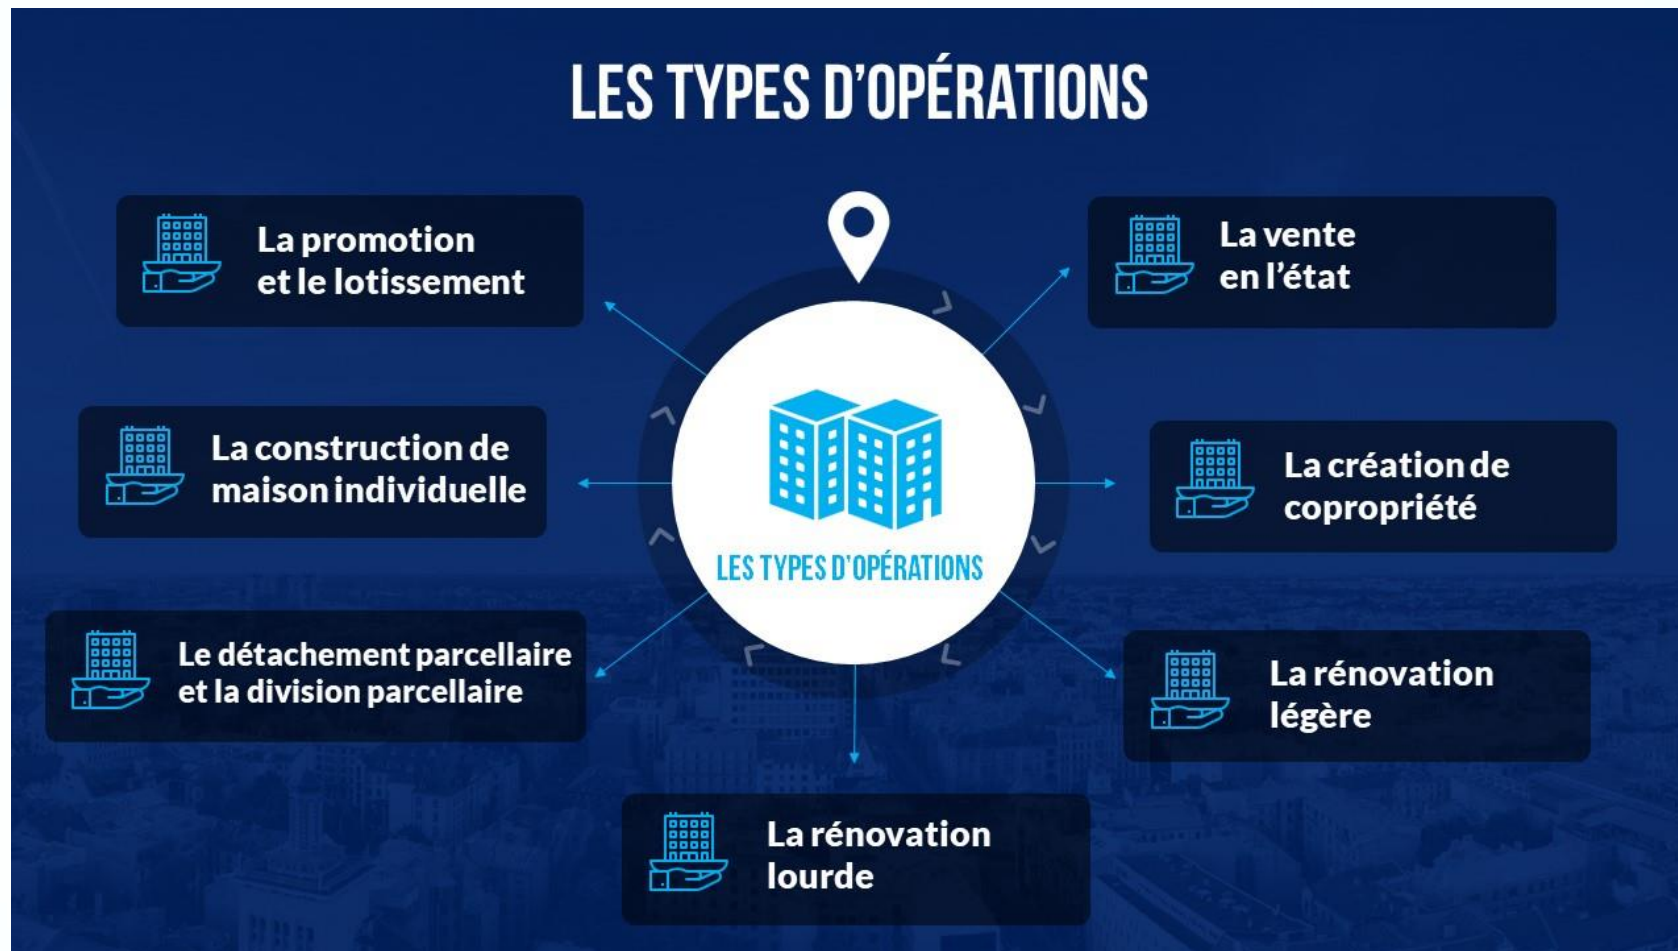 LES TYPES D’OPÉRATIONS
La promotion
et le lotissement
La vente
en l’état
La construction de
maison individuelle
La création de
copropriété
LES TYPES D’OPÉRATIONS
Le détachement parcellaire
et la division parcellaire
La rénovation
légère
La rénovation
lourde